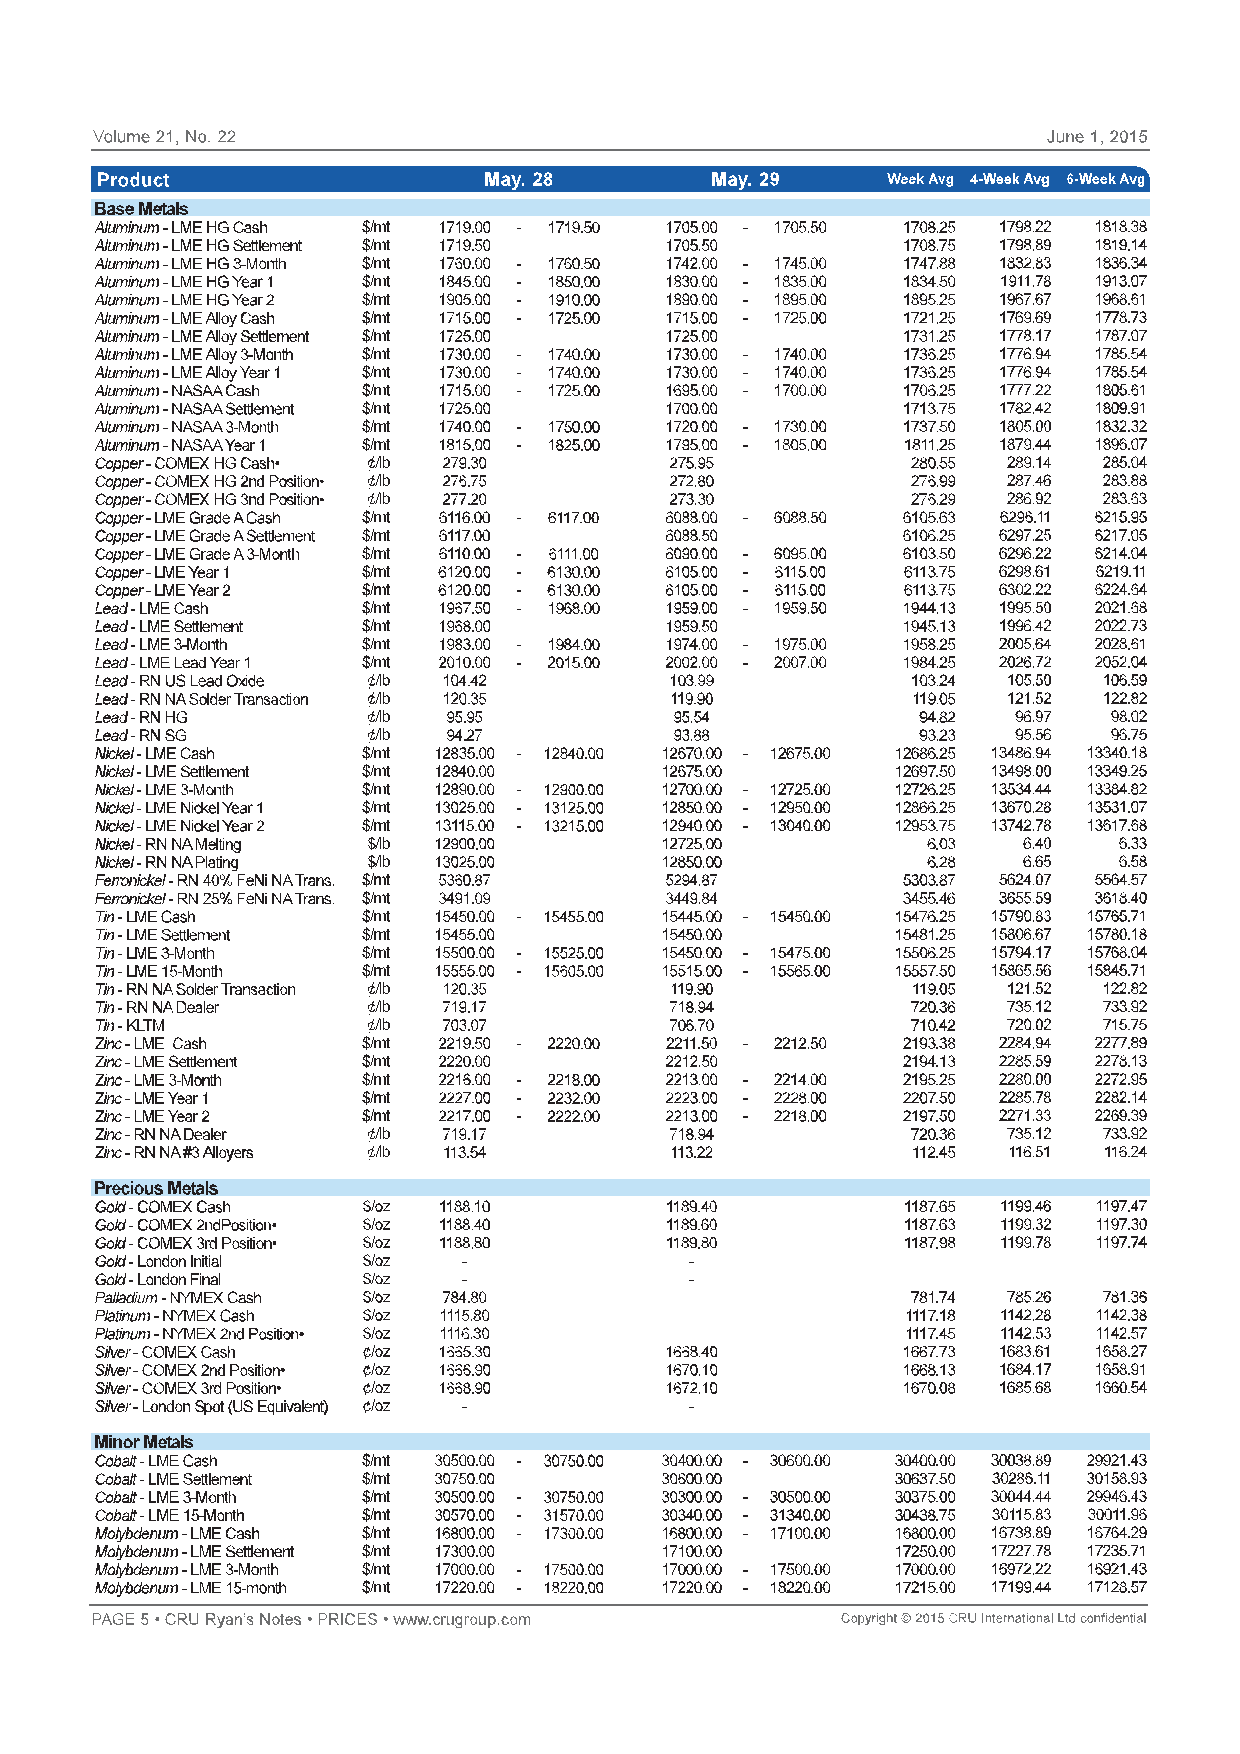 Volume 21, No. 22 June 1, 2015
Product May. 28 May. 29 Week Avg 4-Week Avg 6-Week Avg
Base Metals
Aluminum - LME HG Cash $/mt 1719.00 - 1719.50 1705.00 - 1705.50 1708.25 1798.22 1818.38
Aluminum - LME HG Settlement $/mt 1719.50 1705.50 1708.75 1798.89 1819.14
Aluminum - LME HG 3-Month $/mt 1760.00 - 1760.50 1742.00 - 1745.00 1747.88 1832.83 1836.34
Aluminum - LME HG Year 1 $/mt 1845.00 - 1850.00 1830.00 - 1835.00 1834.50 1911.78 1913.07
Aluminum - LME HG Year 2 $/mt 1905.00 - 1910.00 1890.00 - 1895.00 1895.25 1967.67 1968.61
Aluminum - LME Alloy Cash $/mt 1715.00 - 1725.00 1715.00 - 1725.00 1721.25 1769.69 1778.73
Aluminum - LME Alloy Settlement $/mt 1725.00 1725.00 1731.25 1778.17 1787.07
Aluminum - LME Alloy 3-Month $/mt 1730.00 - 1740.00 1730.00 - 1740.00 1736.25 1776.94 1785.54
Aluminum - LME Alloy Year 1 $/mt 1730.00 - 1740.00 1730.00 - 1740.00 1736.25 1776.94 1785.54
Aluminum - NASAA Cash $/mt 1715.00 - 1725.00 1695.00 - 1700.00 1706.25 1777.22 1805.61
Aluminum - NASAA Settlement $/mt 1725.00 1700.00 1713.75 1782.42 1809.91
Aluminum - NASAA 3-Month $/mt 1740.00 - 1750.00 1720.00 - 1730.00 1737.50 1805.00 1832.32
Aluminum - NASAA Year 1 $/mt 1815.00 - 1825.00 1795.00 - 1805.00 1811.25 1879.44 1896.07
Copper - COMEX HG Cash• ¢/lb 279.30 275.95 280.55 289.14 285.04
Copper - COMEX HG 2nd Position• ¢/lb 276.75 272.80 276.99 287.46 283.88
Copper - COMEX HG 3nd Position• ¢/lb 277.20 273.30 276.29 286.92 283.63
Copper - LME Grade A Cash $/mt 6116.00 - 6117.00 6088.00 - 6088.50 6105.63 6296.11 6215.95
Copper - LME Grade A Settlement $/mt 6117.00 6088.50 6106.25 6297.25 6217.05
Copper - LME Grade A 3-Month $/mt 6110.00 - 6111.00 6090.00 - 6095.00 6103.50 6296.22 6214.04
Copper - LME Year 1 $/mt 6120.00 - 6130.00 6105.00 - 6115.00 6113.75 6298.61 6219.11
Copper - LME Year 2 $/mt 6120.00 - 6130.00 6105.00 - 6115.00 6113.75 6302.22 6224.64
Lead - LME Cash $/mt 1967.50 - 1968.00 1959.00 - 1959.50 1944.13 1995.50 2021.68
Lead - LME Settlement $/mt 1968.00 1959.50 1945.13 1996.42 2022.73
Lead - LME 3-Month $/mt 1983.00 - 1984.00 1974.00 - 1975.00 1958.25 2005.64 2028.61
Lead - LME Lead Year 1 $/mt 2010.00 - 2015.00 2002.00 - 2007.00 1984.25 2026.72 2052.04
Lead - RN US Lead Oxide ¢/lb 104.42 103.99 103.24 105.50 106.59
Lead - RN NA Solder Transaction ¢/lb 120.35 119.90 119.05 121.52 122.82
Lead - RN HG ¢/lb 95.95 95.54 94.82 96.97 98.02
Lead - RN SG ¢/lb 94.27 93.88 93.23 95.56 96.75
Nickel - LME Cash $/mt 12835.00 - 12840.00 12670.00 - 12675.00 12686.25 13486.94 13340.18
Nickel - LME Settlement $/mt 12840.00 12675.00 12697.50 13498.00 13349.25
Nickel - LME 3-Month $/mt 12890.00 - 12900.00 12700.00 - 12725.00 12726.25 13534.44 13384.82
Nickel - LME Nickel Year 1 $/mt 13025.00 - 13125.00 12850.00 - 12950.00 12866.25 13670.28 13531.07
Nickel - LME Nickel Year 2 $/mt 13115.00 - 13215.00 12940.00 - 13040.00 12953.75 13742.78 13617.68
Nickel - RN NA Melting $/lb 12900.00 12725.00 6.03 6.40 6.33
Nickel - RN NA Plating $/lb 13025.00 12850.00 6.28 6.65 6.58
Ferronickel - RN 40% FeNi NA Trans. $/mt 5360.87 5294.87 5303.87 5624.07 5564.57
Ferronickel - RN 25% FeNi NA Trans. $/mt 3491.09 3449.84 3455.46 3655.59 3618.40
Tin - LME Cash $/mt 15450.00 - 15455.00 15445.00 - 15450.00 15476.25 15790.83 15765.71
Tin - LME Settlement $/mt 15455.00 15450.00 15481.25 15806.67 15780.18
Tin - LME 3-Month $/mt 15500.00 - 15525.00 15450.00 - 15475.00 15506.25 15794.17 15768.04
Tin - LME 15-Month $/mt 15555.00 - 15605.00 15515.00 - 15565.00 15557.50 15865.56 15845.71
Tin - RN NA Solder Transaction ¢/lb 120.35 119.90 119.05 121.52 122.82
Tin - RN NA Dealer ¢/lb 719.17 718.94 720.36 735.12 733.92
Tin - KLTM ¢/lb 703.07 706.70 710.42 720.02 715.75
Zinc - LME Cash $/mt 2219.50 - 2220.00 2211.50 - 2212.50 2193.38 2284.94 2277.89
Zinc - LME Settlement $/mt 2220.00 2212.50 2194.13 2285.59 2278.13
Zinc - LME 3-Month $/mt 2216.00 - 2218.00 2213.00 - 2214.00 2195.25 2280.00 2272.95
Zinc - LME Year 1 $/mt 2227.00 - 2232.00 2223.00 - 2228.00 2207.50 2285.78 2282.14
Zinc - LME Year 2 $/mt 2217.00 - 2222.00 2213.00 - 2218.00 2197.50 2271.33 2269.39
Zinc - RN NA Dealer ¢/lb 719.17 718.94 720.36 735.12 733.92
Zinc - RN NA #3 Alloyers ¢/lb 113.54 113.22 112.45 116.51 116.24
Precious Metals
Gold - COMEX Cash $/oz 1188.10 1189.40 1187.65 1199.46 1197.47
Gold - COMEX 2ndPosition• $/oz 1188.40 1189.60 1187.63 1199.32 1197.30
Gold - COMEX 3rd Position• $/oz 1188.80 1189.80 1187.98 1199.78 1197.74
Gold - London Initial $/oz - -
Gold - London Final $/oz - -
Palladium - NYMEX Cash $/oz 784.80 781.74 785.26 781.36
Platinum - NYMEX Cash $/oz 1115.80 1117.18 1142.28 1142.38
Platinum - NYMEX 2nd Position• $/oz 1116.30 1117.45 1142.53 1142.57
Silver - COMEX Cash ¢/oz 1665.30 1668.40 1667.73 1683.61 1658.27
Silver - COMEX 2nd Position• ¢/oz 1666.90 1670.10 1668.13 1684.17 1658.91
Silver - COMEX 3rd Position• ¢/oz 1668.90 1672.10 1670.08 1685.68 1660.54
Silver - London Spot (US Equivalent) ¢/oz - -
Minor Metals
Cobalt - LME Cash $/mt 30500.00 - 30750.00 30400.00 - 30600.00 30400.00 30038.89 29921.43
Cobalt - LME Settlement $/mt 30750.00 30600.00 30637.50 30286.11 30158.93
Cobalt - LME 3-Month $/mt 30500.00 - 30750.00 30300.00 - 30500.00 30375.00 30044.44 29946.43
Cobalt - LME 15-Month $/mt 30570.00 - 31570.00 30340.00 - 31340.00 30438.75 30115.83 30011.96
Molybdenum - LME Cash $/mt 16800.00 - 17300.00 16800.00 - 17100.00 16800.00 16738.89 16764.29
Molybdenum - LME Settlement $/mt 17300.00 17100.00 17250.00 17227.78 17235.71
Molybdenum - LME 3-Month $/mt 17000.00 - 17500.00 17000.00 - 17500.00 17000.00 16972.22 16921.43
Molybdenum - LME 15-month $/mt 17220.00 - 18220.00 17220.00 - 18220.00 17215.00 17199.44 17128.57
PAGE 5 • CRU Ryan's Notes • PRICES • www.crugroup.com Copyright © 2015 CRU International Ltd confidential